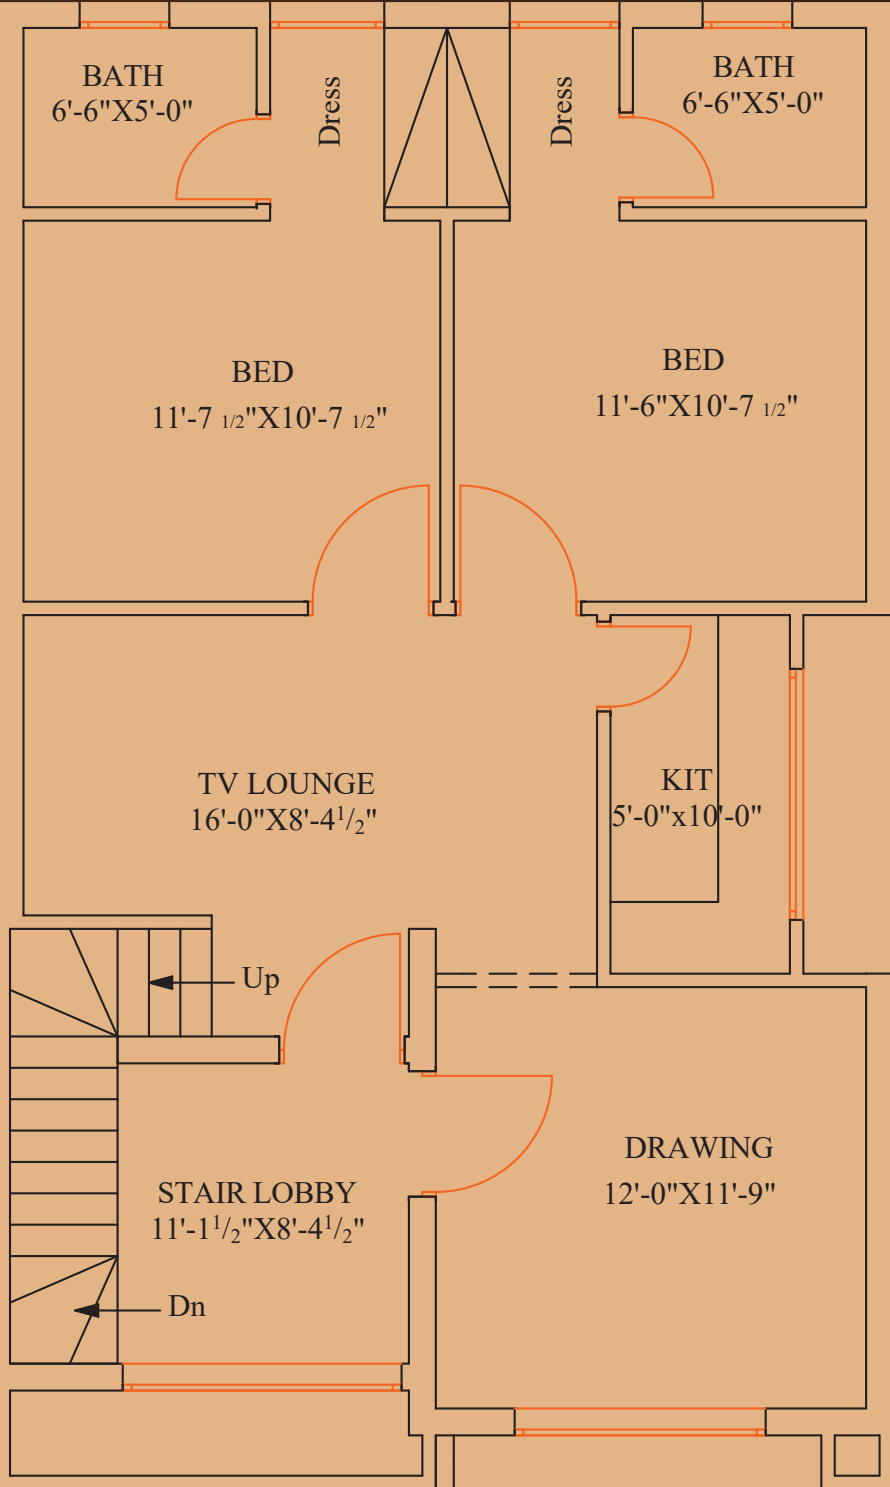 BATH
6'-6"X5'-0"
Dress
Dress
BATH
6'-6"X5'-0"
BED
11'-7 1/2"X10'-7 1/2"
BED
11'-6"X10'-7 1/2"
TV LOUNGE
16'-0"X8'-4 1/2"
KIT
5'-0"x10'-0"
Up
DRAWING
12'-0"X11'-9"
STAIR LOBBY
11'-1 1/2"X8'-4 1/2"
Dn